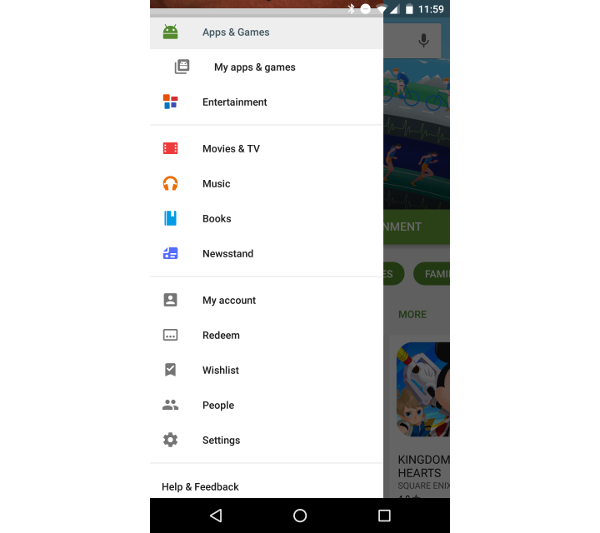 11:59
Apps & Games
My apps & games
Entertainment
Movies & TV
Music
Books
Newsstand
My account
Redeem
Wishlist
People
Settings
Help & Feedback
NMENT
ES
FAMI
MORE
KINGDOM
HEARTS
SQUARE ENIX